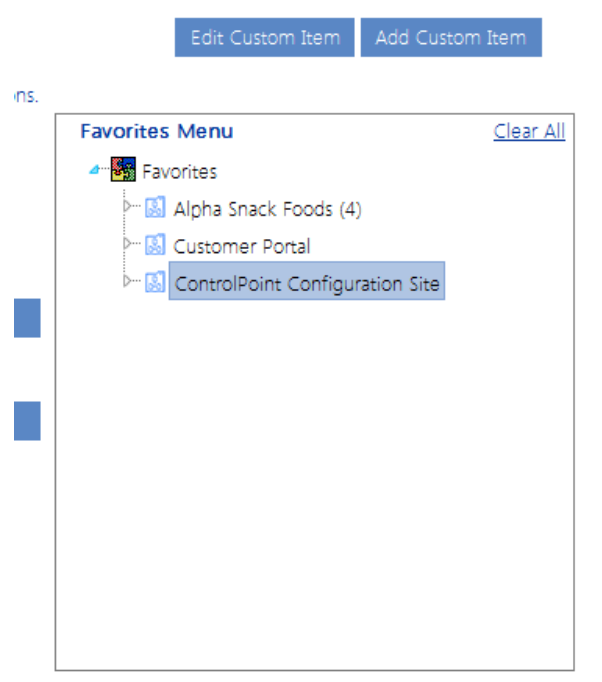 Edit Custom Item Add Custom Item
ns.
Favorites Menu Clear All
Favorites
Alpha Snack Foods (4)
Customer Portal
ControlPoint Configuration Site